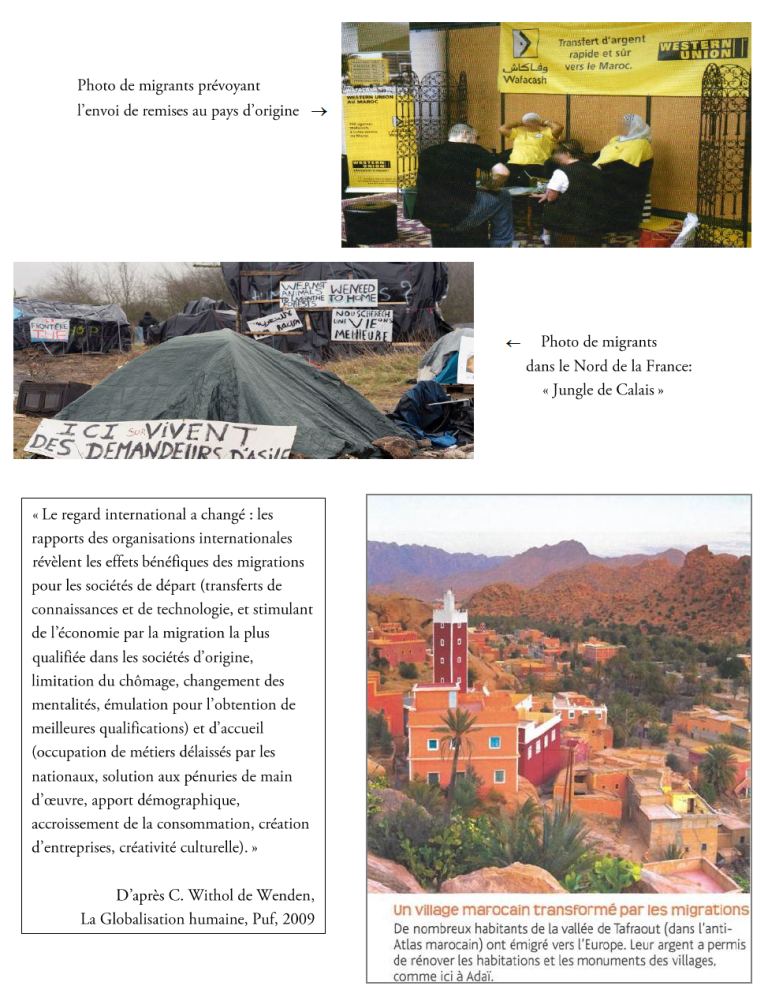 Photo de migrants prévoyant
l'envoi de remises au pays d'origine →
Transfert d'argent
rapide et sûr
vers le Maroc.
WESTERN
UNION
وفاكاش
Wafacash
WESTERN UNION
AU MAROC
WESTERN
UNION
WE NEED
TO HOME
FORESTS
?
NOUS CHERCH
ONS
UNE VIE
MEILLEURE
RACISM
FRONTIÈRE
TUE
ICI SURVIVENT
DES DEMANDEURS D'ASILE
← Photo de migrants
dans le Nord de la France:
« Jungle de Calais »
« Le regard international a changé : les
rapports des organisations internationales
révèlent les effets bénéfiques des migrations
pour les sociétés de départ (transferts de
connaissances et de technologie, et stimulant
de l'économie par la migration la plus
qualifiée dans les sociétés d'origine,
limitation du chômage, changement des
mentalités, émulation pour l'obtention de
meilleures qualifications) et d'accueil
(occupation de métiers délaissés par les
nationaux, solution aux pénuries de main
d'œuvre, apport démographique,
accroissement de la consommation, création
d'entreprises, créativité culturelle). »
D'après C. Withol de Wenden,
La Globalisation humaine, Puf, 2009
Un village marocain transformé par les migrations
De nombreux habitants de la vallée de Tafraout (dans l'anti-
Atlas marocain) ont émigré vers l'Europe. Leur argent a permis
de rénover les habitations et les monuments des villages,
comme ici à Adaï.